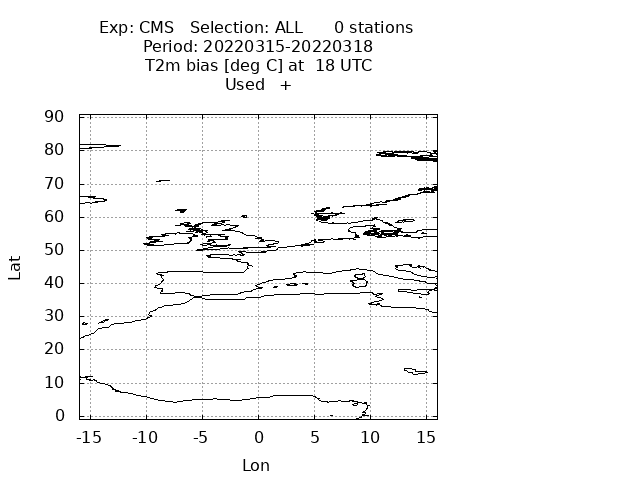 Exp: CMS   Selection: ALL      0 stations
Period: 20220315-20220318
T2m bias [deg C] at  18 UTC
Used   +
90
80
70
60
50
40
30
20
10
0
Lat
-15 -10 -5 0 5 10 15
Lon